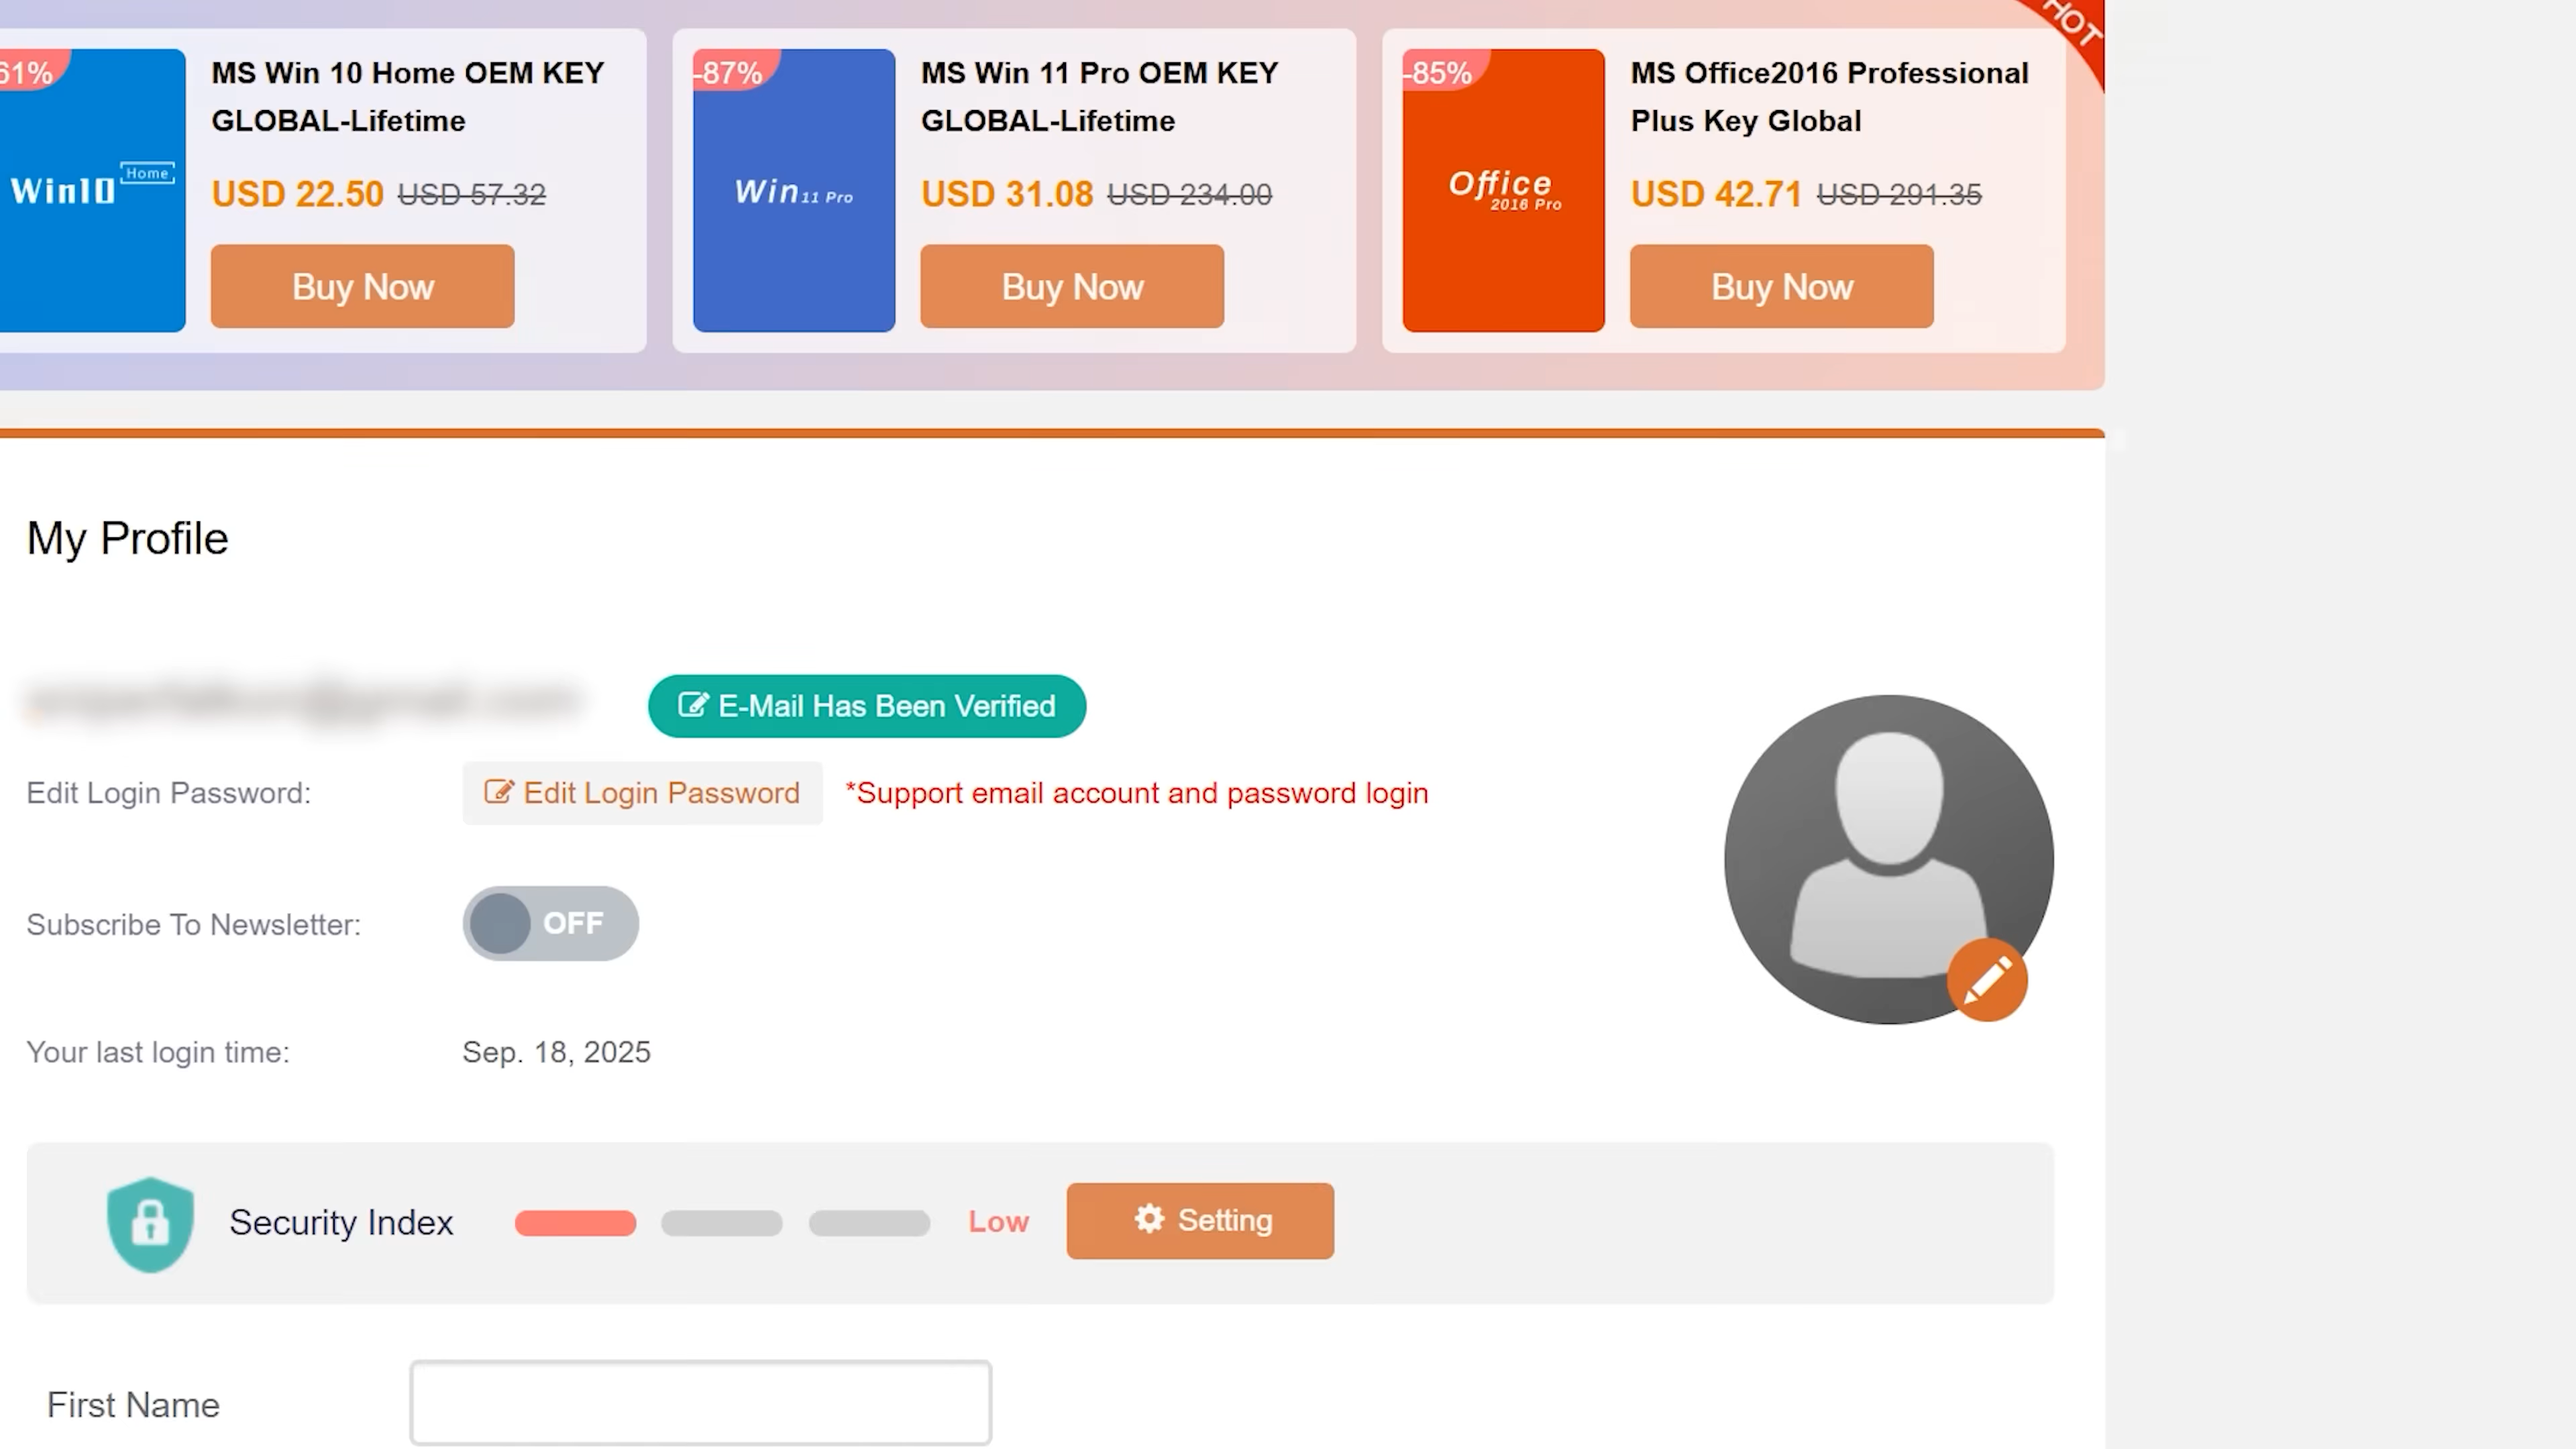 HOT
61%
Win10 Home
MS Win 10 Home OEM KEY
GLOBAL-Lifetime
USD 22.50 USD 57.32
Buy Now
-87%
Win 11 Pro
MS Win 11 Pro OEM KEY
GLOBAL-Lifetime
USD 31.08 USD 234.00
Buy Now
-85%
Office
2016 Pro
MS Office2016 Professional
Plus Key Global
USD 42.71 USD 291.35
Buy Now
My Profile
E-Mail Has Been Verified
Edit Login Password: Edit Login Password *Support email account and password login
Subscribe To Newsletter: OFF
Your last login time: Sep. 18, 2025
Security Index Low Setting
First Name